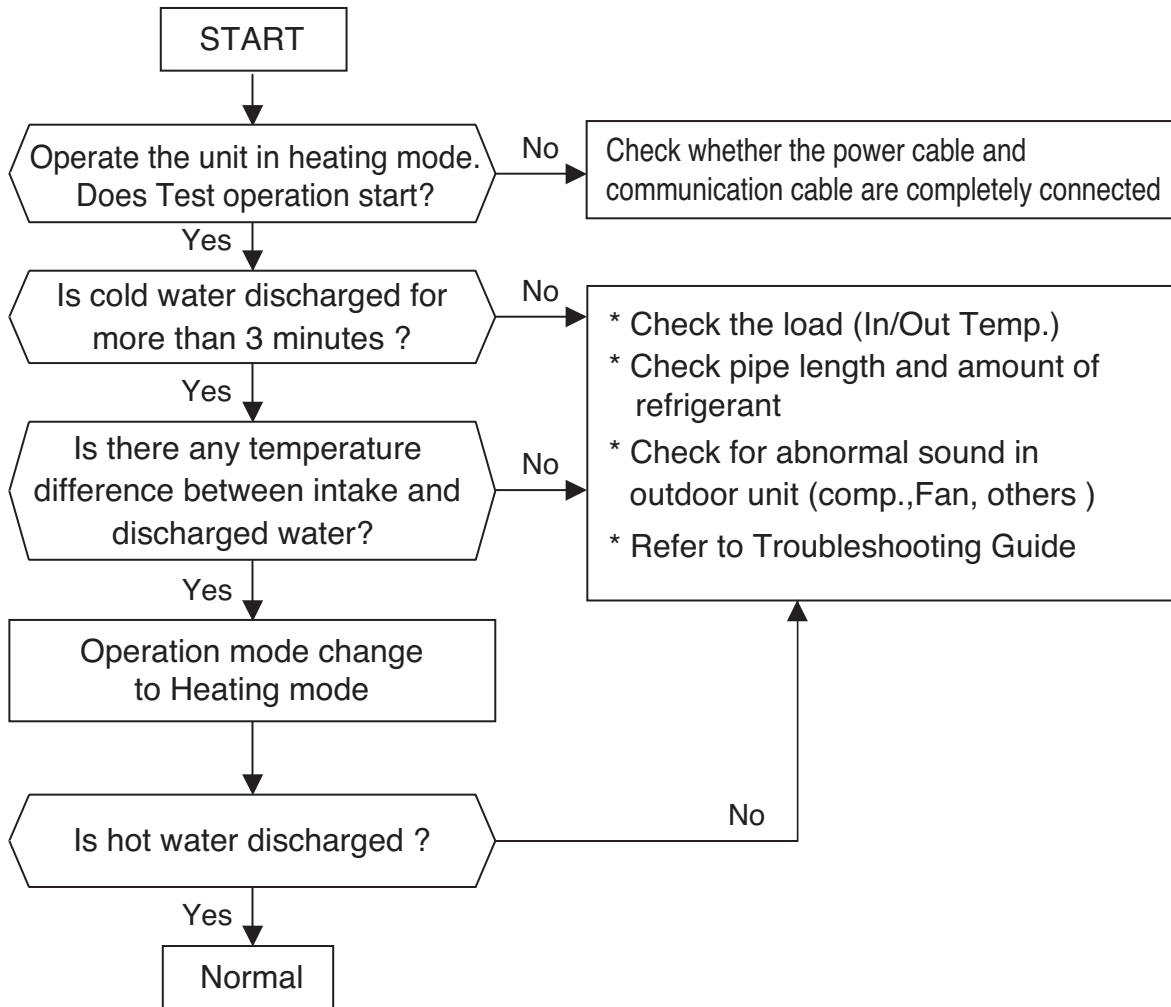 START
Operate the unit in heating mode.
Does Test operation start?
No
Check whether the power cable and
communication cable are completely connected
Yes
Is cold water discharged for
more than 3 minutes ?
No
* Check the load (In/Out Temp.)
* Check pipe length and amount of
refrigerant
* Check for abnormal sound in
outdoor unit (comp.,Fan, others )
* Refer to Troubleshooting Guide
Yes
Is there any temperature
difference between intake and
discharged water?
No
Yes
Operation mode change
to Heating mode
Is hot water discharged ?
No
Yes
Normal